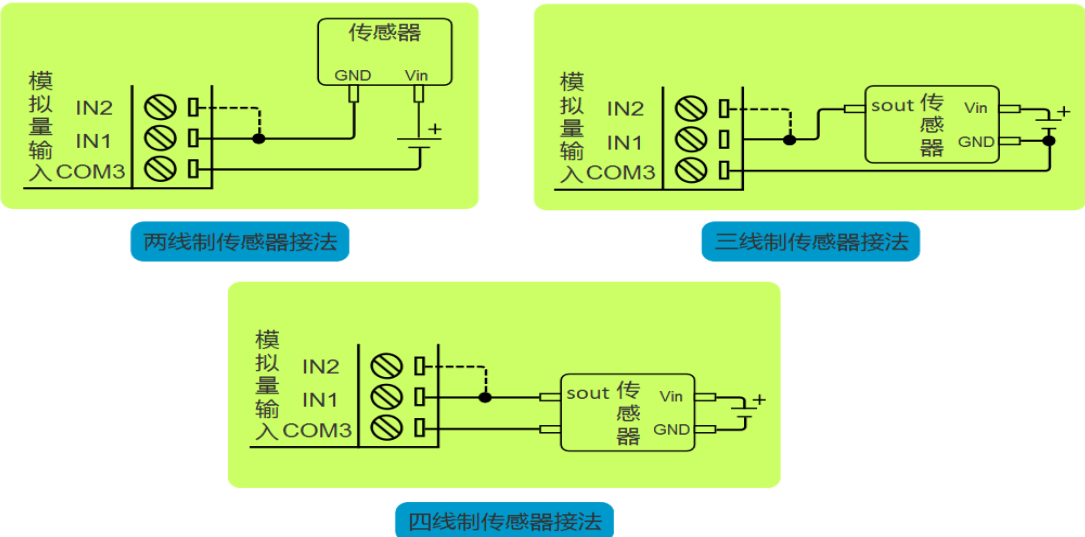 传感器
GND Vin
模拟量输入
IN2
IN1
COM3
+
两线制传感器接法
模拟量输入
IN2
IN1
COM3
sout 传感器
Vin
GND
+
三线制传感器接法
模拟量输入
IN2
IN1
COM3
sout 传感器
Vin
GND
+
四线制传感器接法